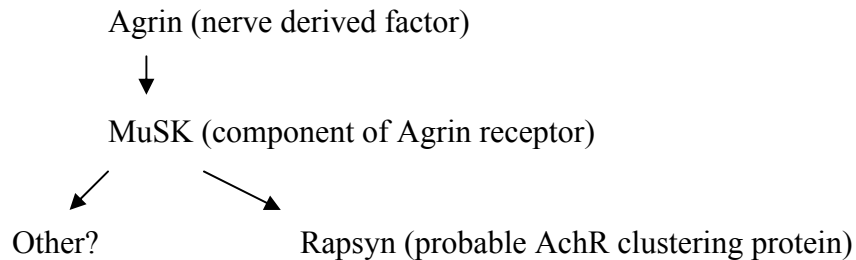 Agrin (nerve derived factor)
MuSK (component of Agrin receptor)
Other? Rapsyn (probable AchR clustering protein)